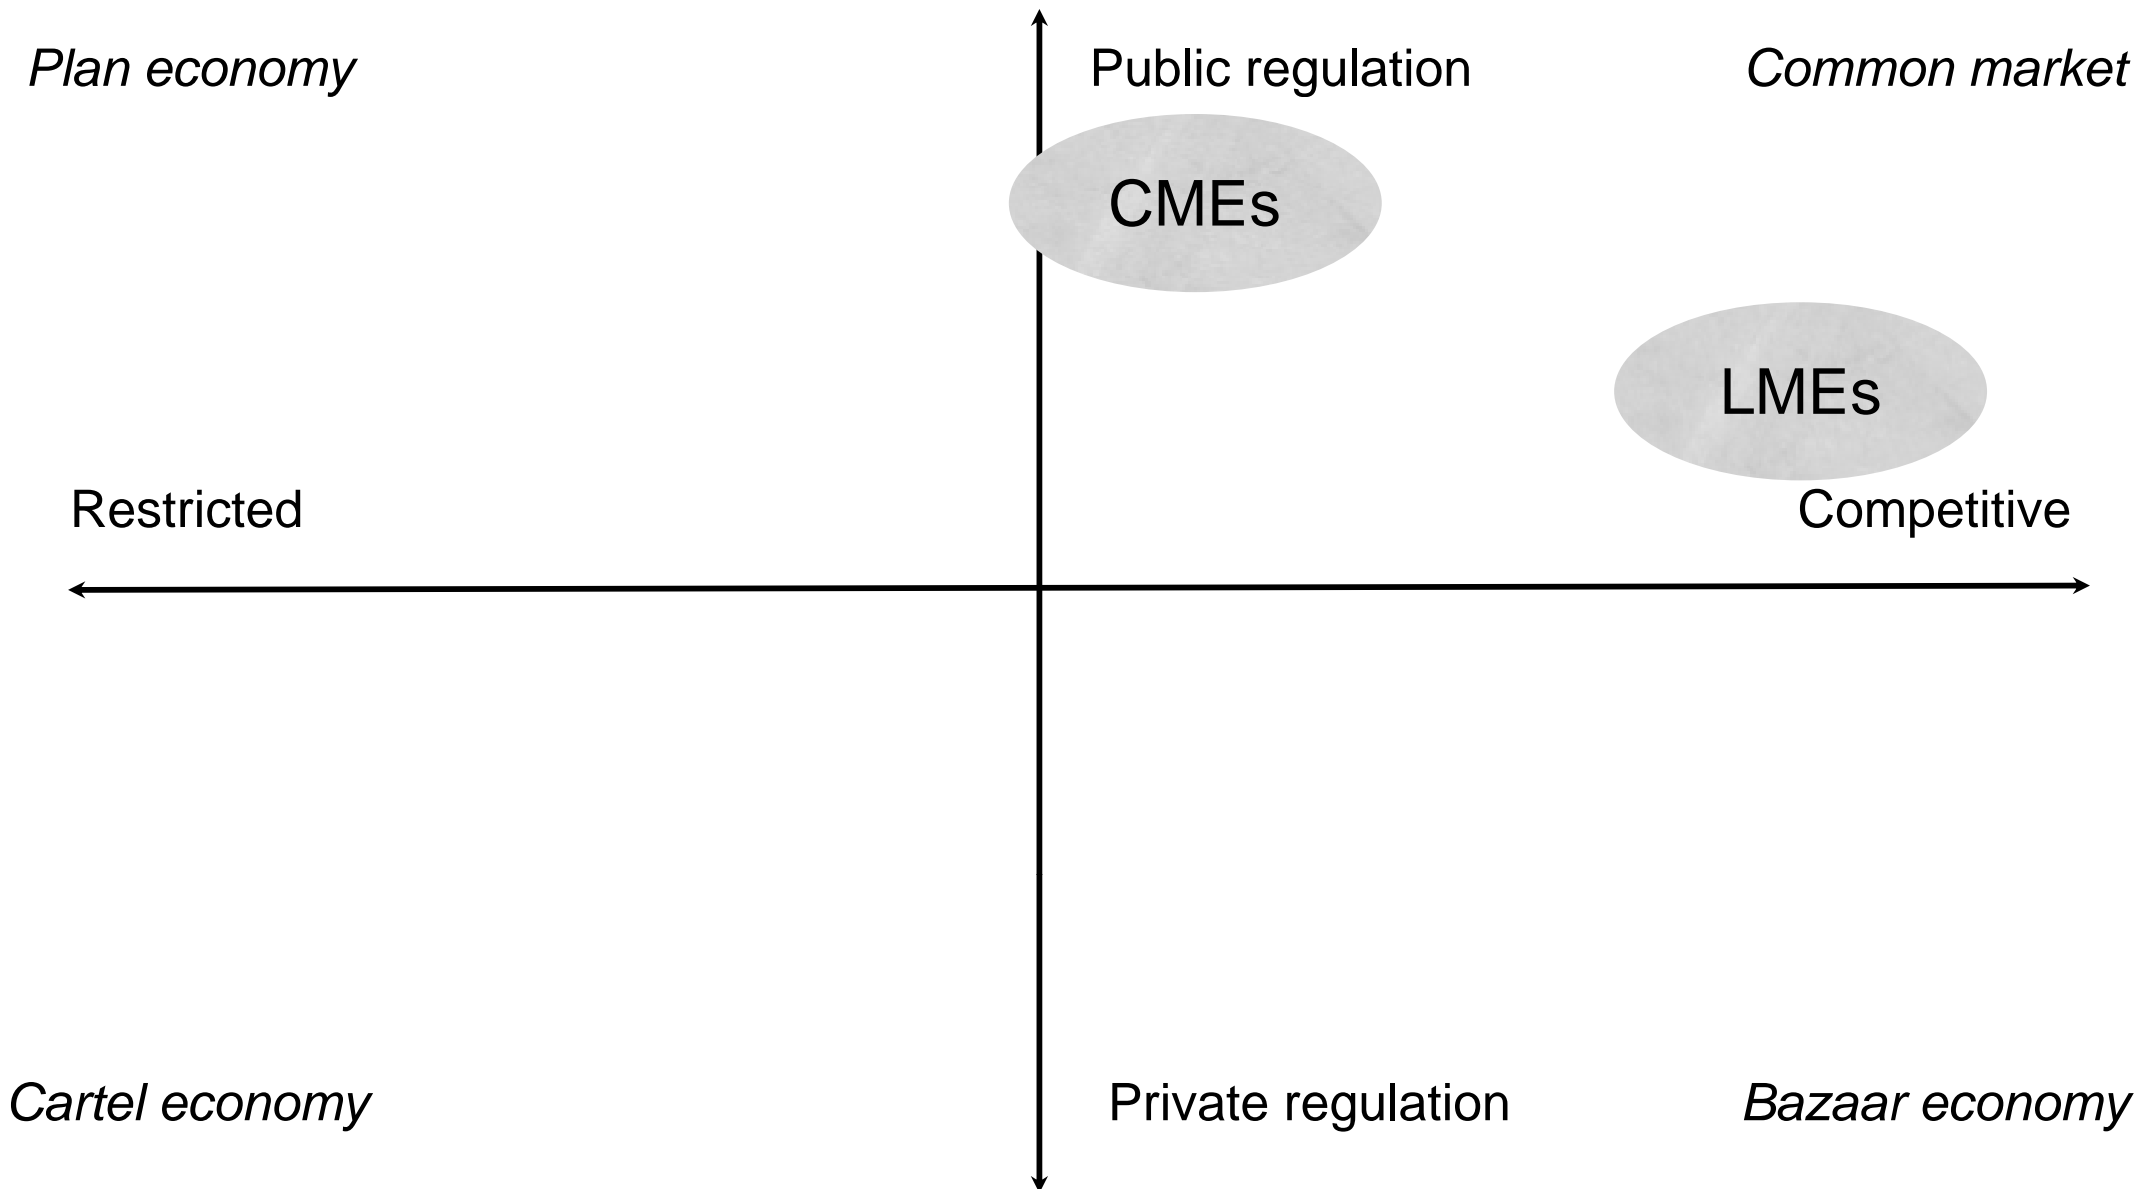 Plan economy
Public regulation
Common market
CMEs
LMEs
Restricted
Competitive
Cartel economy
Private regulation
Bazaar economy